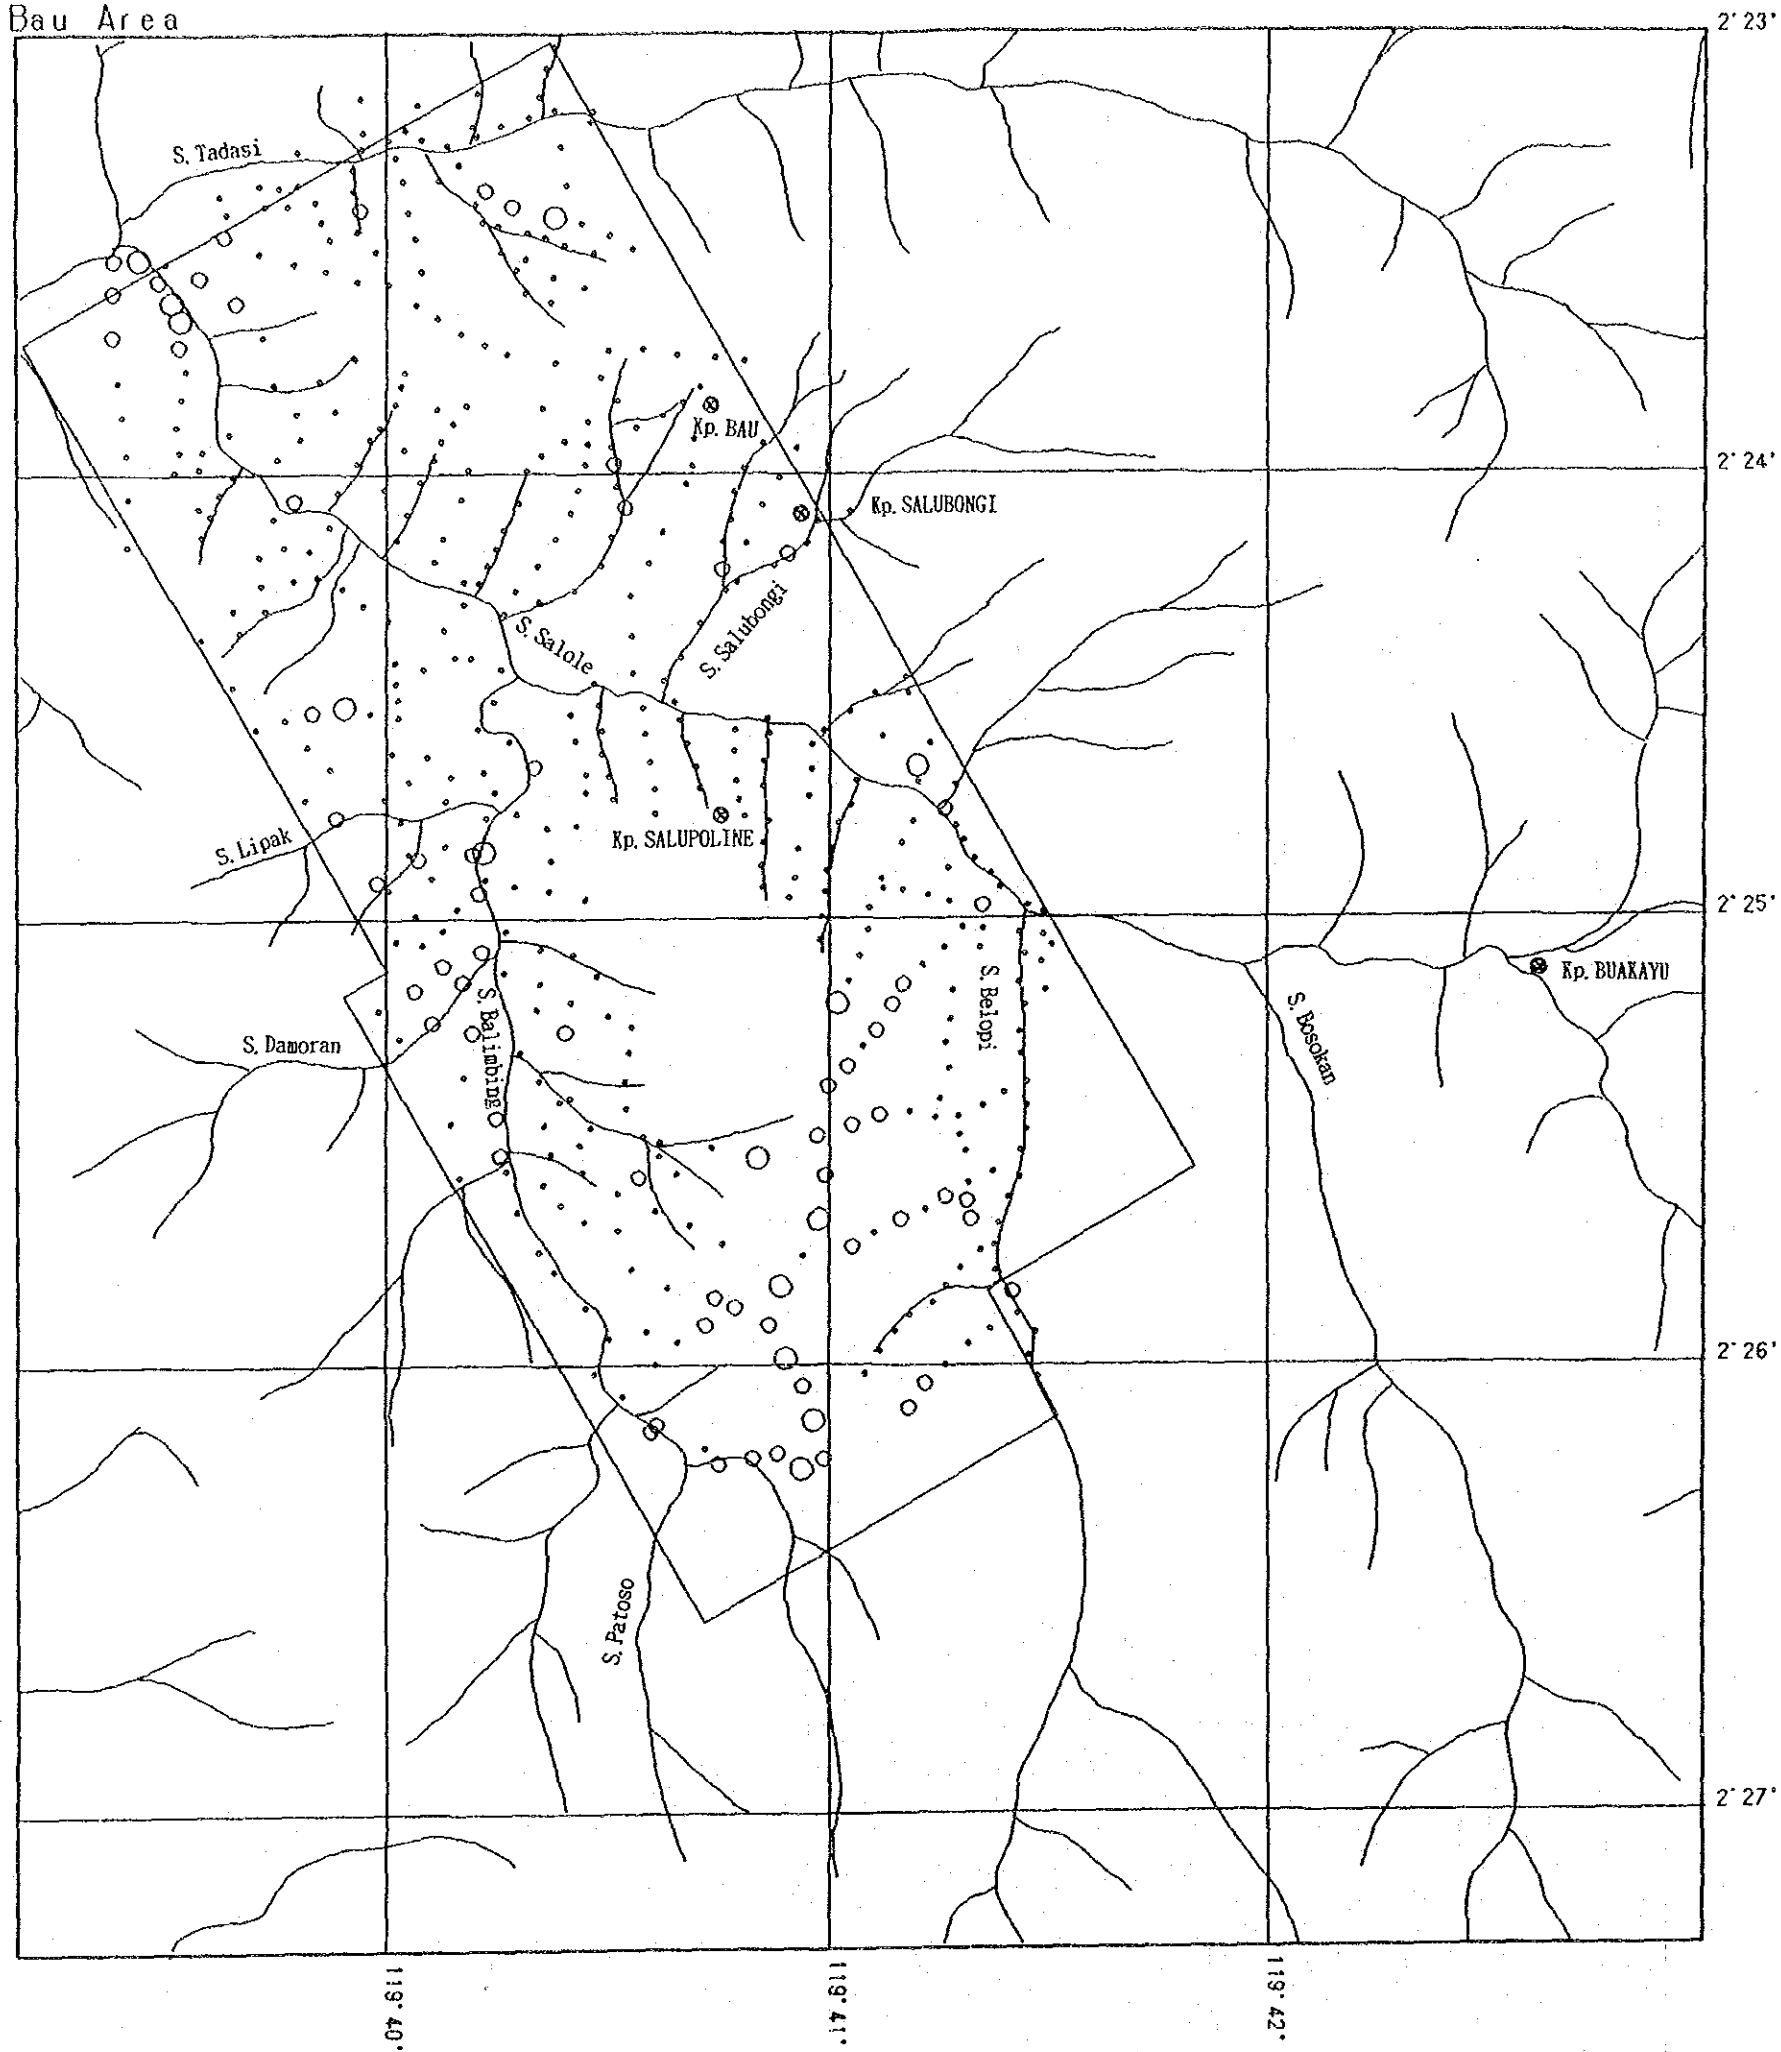 Bau Area
2°23'
S. Tadasi
Kp. BAU
2°24'
Kp. SALUBONGI
S. Salole
S. Salubongi
S. Lipak
Kp. SALUPOLINE
2°25'
Kp. BUAKAYU
S. Damoran
S. Balimbing
S. Belopi
S. Bosokan
2°26'
S. Patoso
2°27'
119°40'
119°41'
119°42'